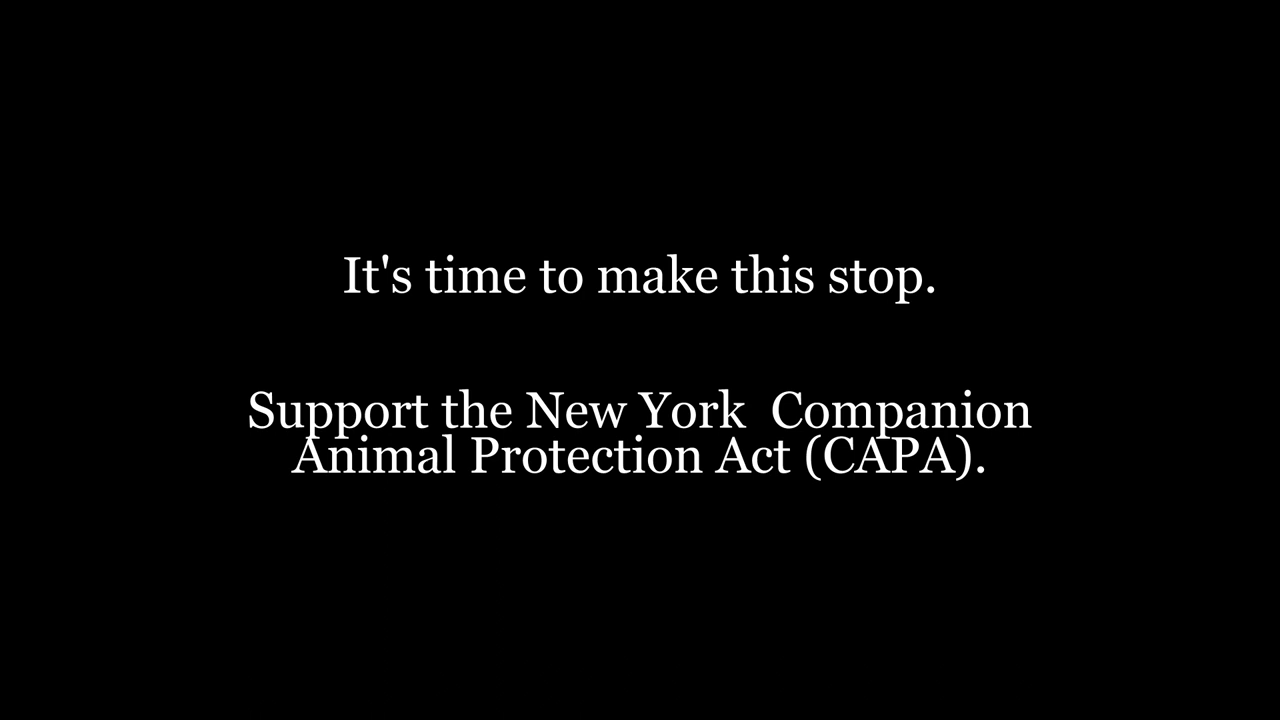 It's time to make this stop.
Support the New York  Companion
Animal Protection Act (CAPA).